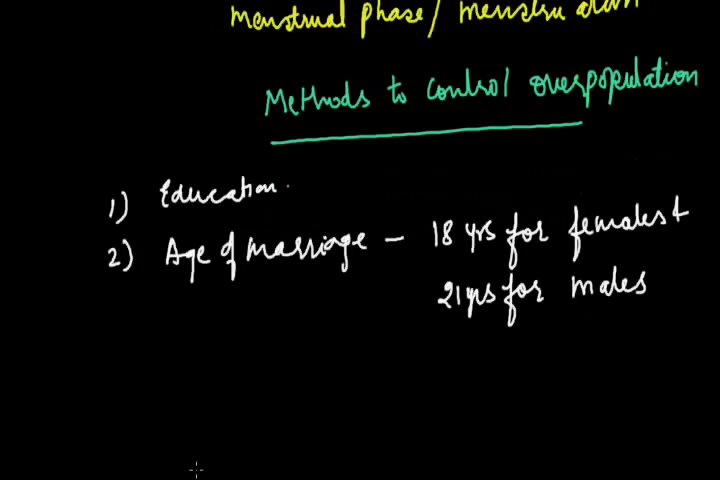 menstrual phase/ menstruation
Methods to control overpopulation
1) Education.
2) Age of marriage - 18 yrs for females &
21 yrs for males